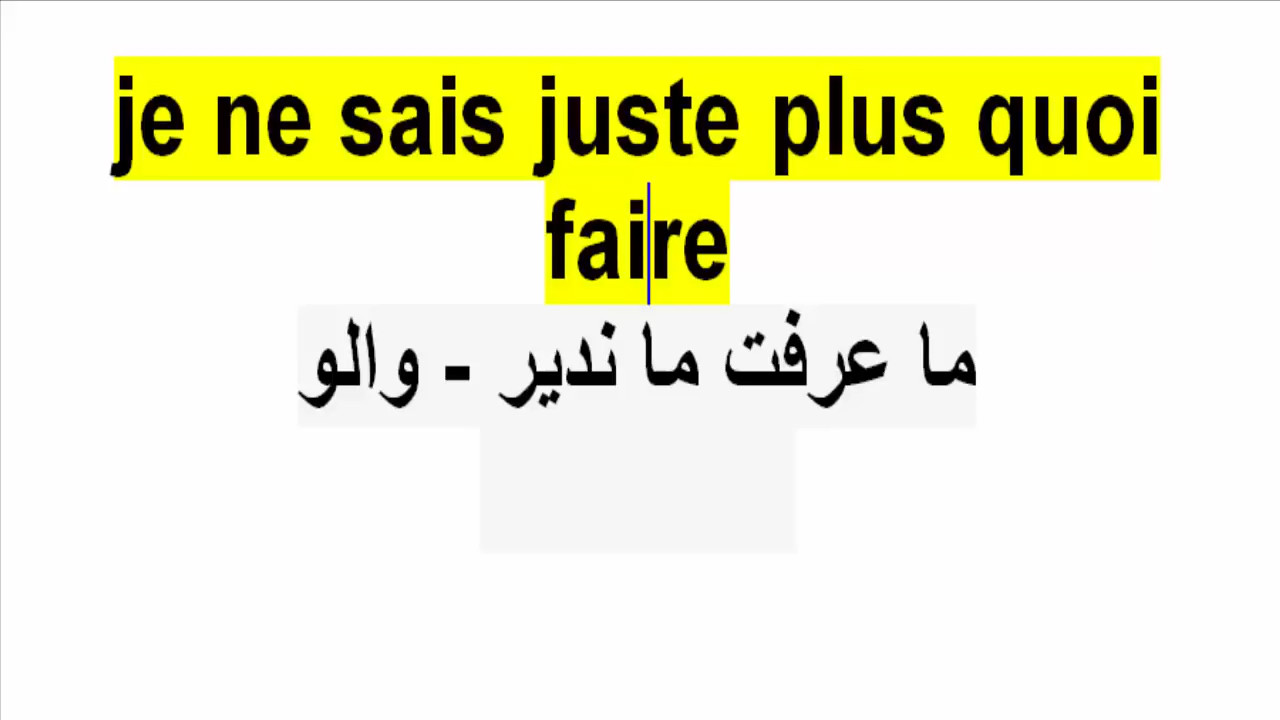 je ne sais juste plus quoi
faire
ما عرفت ما ندير - والو